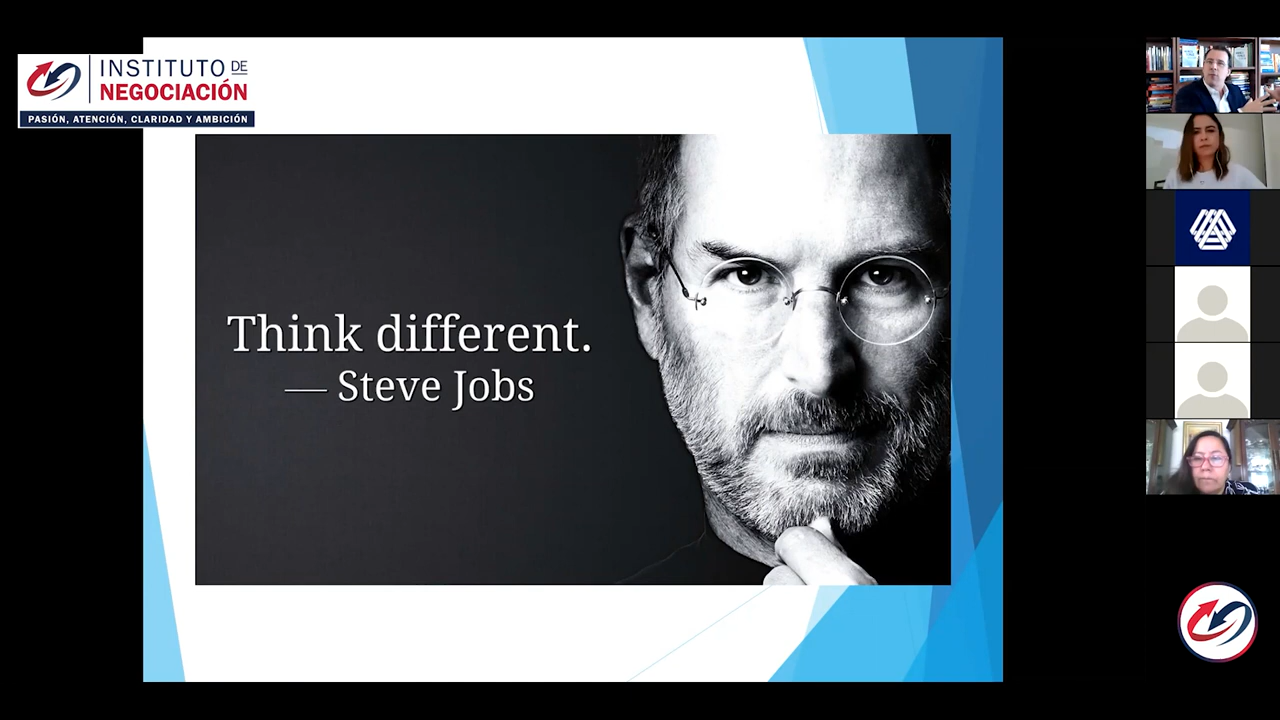 INSTITUTO DE
NEGOCIACIÓN
PASIÓN, ATENCIÓN, CLARIDAD Y AMBICIÓN
Think different.
— Steve Jobs